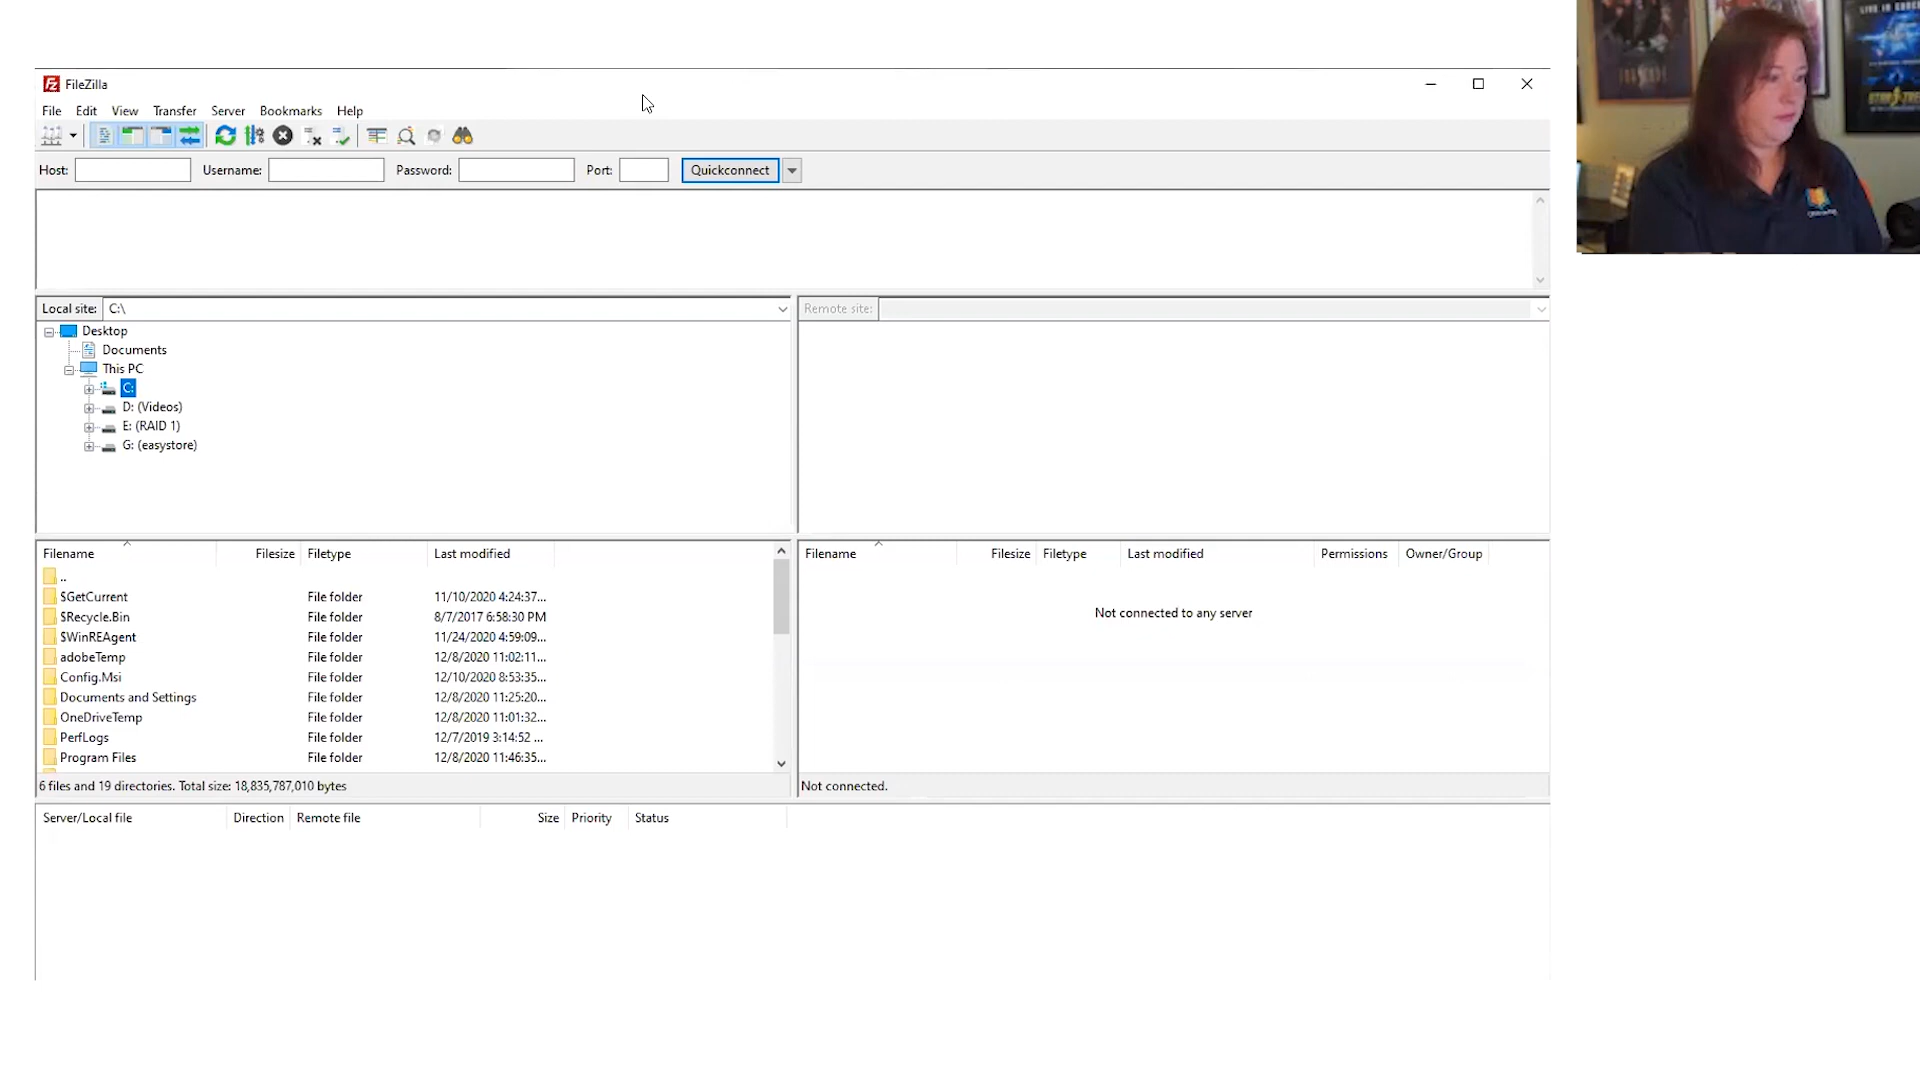 FileZilla
File Edit View Transfer Server Bookmarks Help
Host: Username: Password: Port: Quickconnect
Local site: C:\
Remote site:
Desktop
Documents
This PC
C:
D: (Videos)
E: (RAID 1)
G: (easystore)
Filename Filesize Filetype Last modified
..
$GetCurrent File folder 11/10/2020 4:24:37...
$Recycle.Bin File folder 8/7/2017 6:58:30 PM
$WinREAgent File folder 11/24/2020 4:59:09...
adobeTemp File folder 12/8/2020 11:02:11...
Config.Msi File folder 12/10/2020 8:53:35...
Documents and Settings File folder 12/8/2020 11:25:20...
OneDriveTemp File folder 12/8/2020 11:01:32...
PerfLogs File folder 12/7/2019 3:14:52 ...
Program Files File folder 12/8/2020 11:46:35...
6 files and 19 directories. Total size: 18,835,787,010 bytes
Filename Filesize Filetype Last modified Permissions Owner/Group
Not connected to any server
Not connected.
Server/Local file Direction Remote file Size Priority Status
LIVE IN CONCERT
STAR TREK